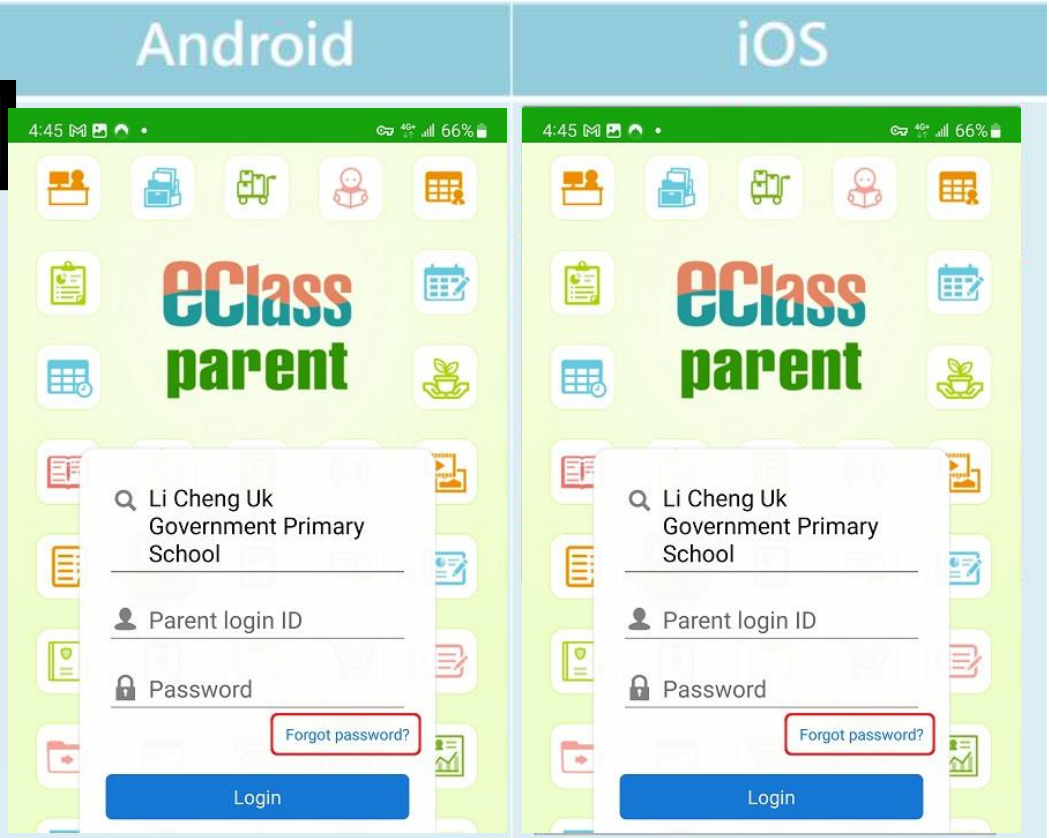 Android
iOS
4:45
4G+
66%
4:45
4G+
66%
eClass
parent
Li Cheng Uk
Government Primary
School
Parent login ID
Password
Forgot password?
Login
eClass
parent
Li Cheng Uk
Government Primary
School
Parent login ID
Password
Forgot password?
Login